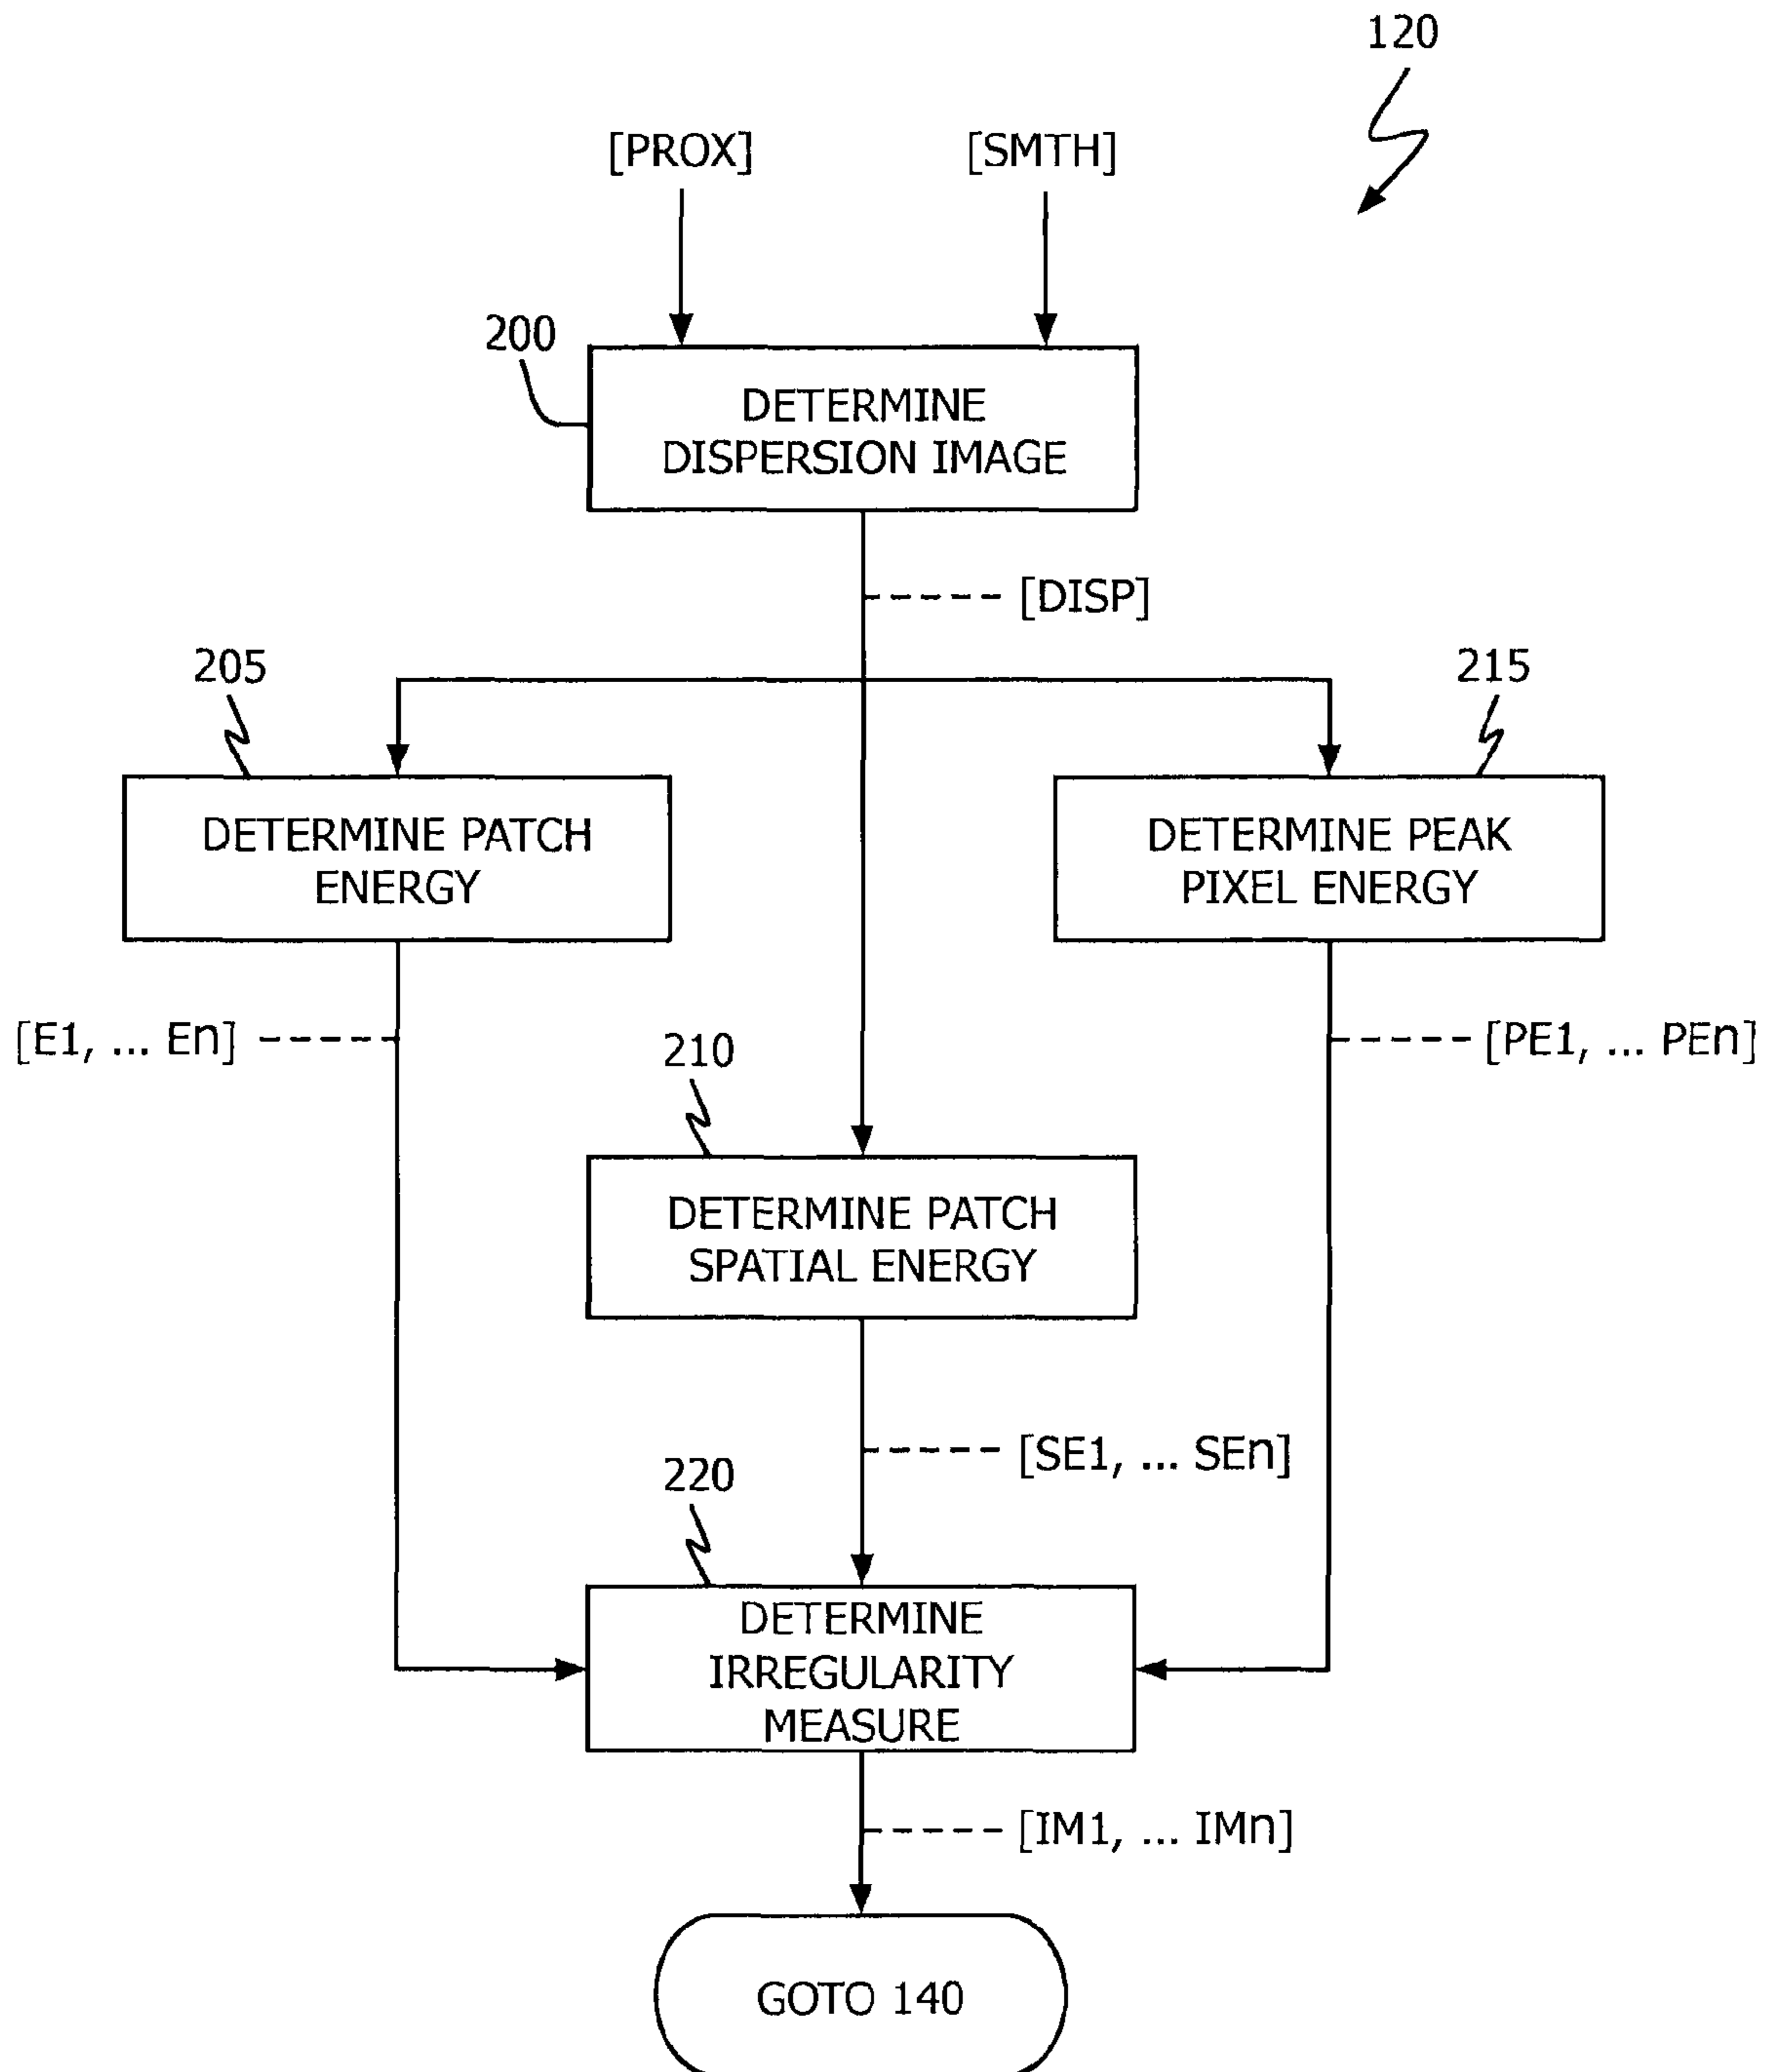 120
[PROX]
[SMTH]
200
DETERMINE
DISPERSION IMAGE
[DISP]
205
215
DETERMINE PATCH
ENERGY
DETERMINE PEAK
PIXEL ENERGY
[E1, ... En]
210
[PE1, ... PEn]
DETERMINE PATCH
SPATIAL ENERGY
[SE1, ... SEn]
220
DETERMINE
IRREGULARITY
MEASURE
[IM1, ... IMn]
GOTO 140